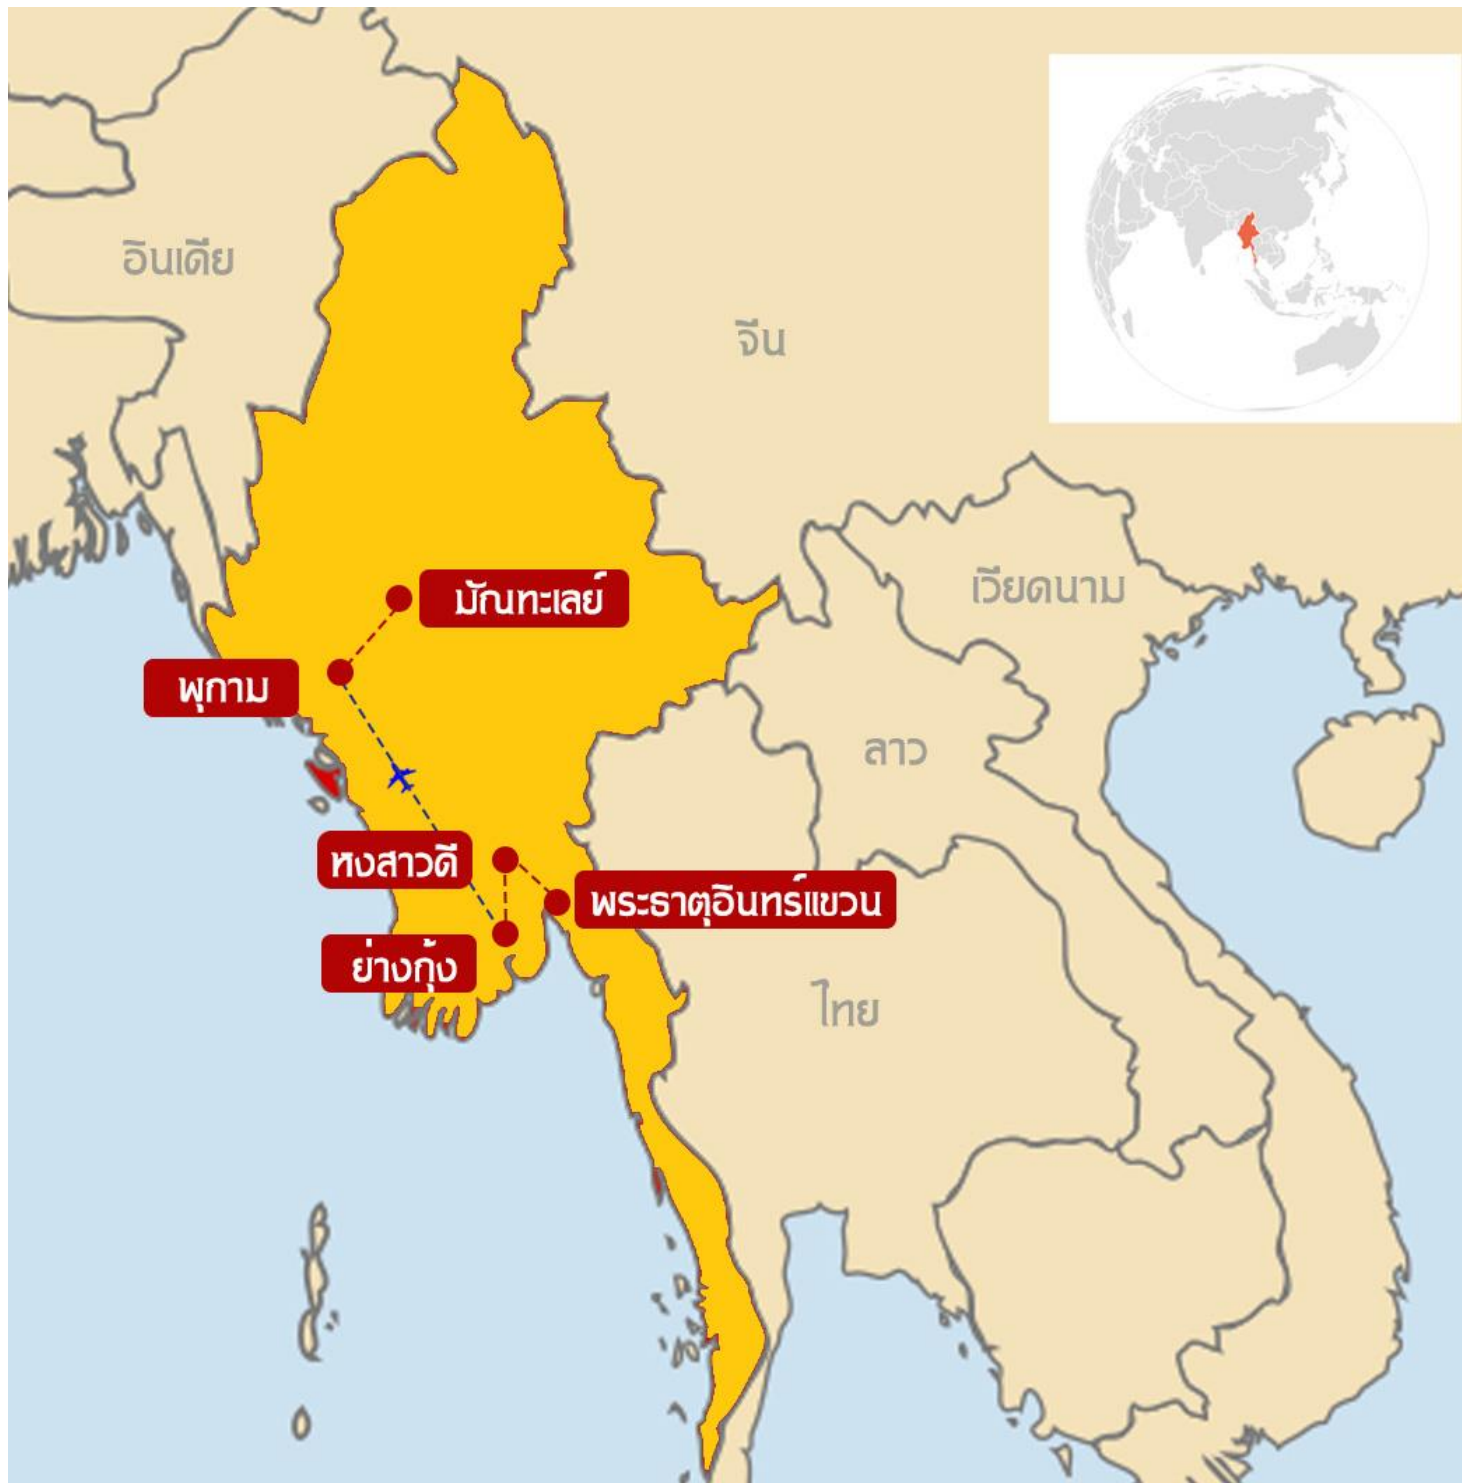 อินเดีย
จีน
มัณฑะเลย์
เวียดนาม
พุกาม
ลาว
หงสาวดี
พระธาตุอินทร์แขวน
ย่างกุ้ง
ไทย